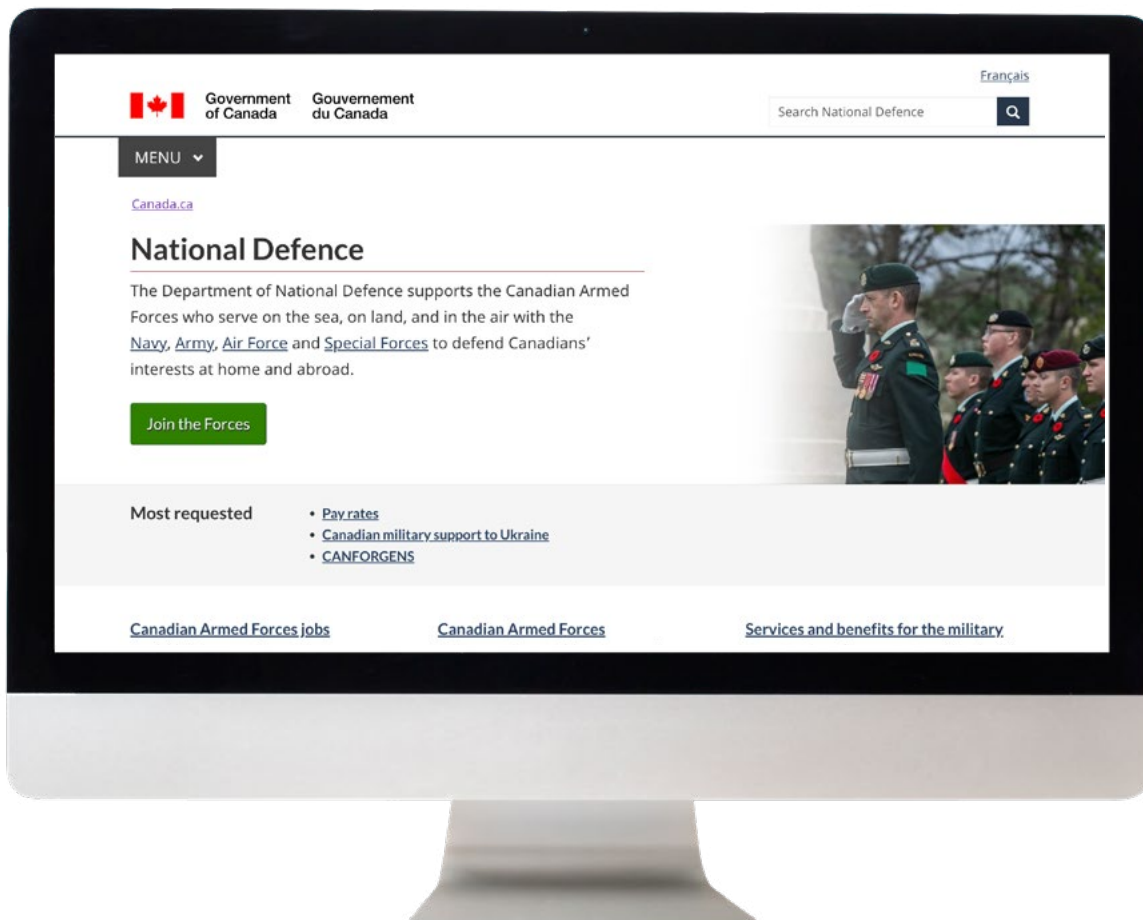 Français
Government of Canada
Gouvernement du Canada
Search National Defence
MENU
Canada.ca
National Defence
The Department of National Defence supports the Canadian Armed
Forces who serve on the sea, on land, and in the air with the
Navy, Army, Air Force and Special Forces to defend Canadians'
interests at home and abroad.
Join the Forces
Most requested
• Pay rates
• Canadian military support to Ukraine
• CANFORGENS
Canadian Armed Forces jobs
Canadian Armed Forces
Services and benefits for the military